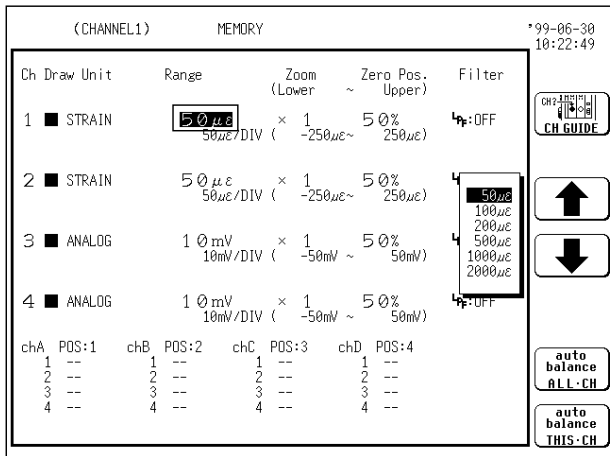 (CHANNEL1) MEMORY '99-06-30
10:22:49
Ch Draw Unit Range Zoom Zero Pos. Filter
(Lower ~ Upper)
1 STRAIN 50με × 1 50% LPF:OFF
50με/DIV ( -250με~ 250με)
2 STRAIN 50με × 1 50%
50με/DIV ( -250με~ 250με)
3 ANALOG 10mV × 1 50%
10mV/DIV ( -50mV ~ 50mV)
4 ANALOG 10mV × 1 50% LPF:OFF
10mV/DIV ( -50mV ~ 50mV)
50με
100με
200με
500με
1000με
2000με
chA POS:1 chB POS:2 chC POS:3 chD POS:4
1 -- 1 -- 1 -- 1 --
2 -- 2 -- 2 -- 2 --
3 -- 3 -- 3 -- 3 --
4 -- 4 -- 4 -- 4 --
CH?
CH GUIDE
auto
balance
ALL·CH
auto
balance
THIS·CH